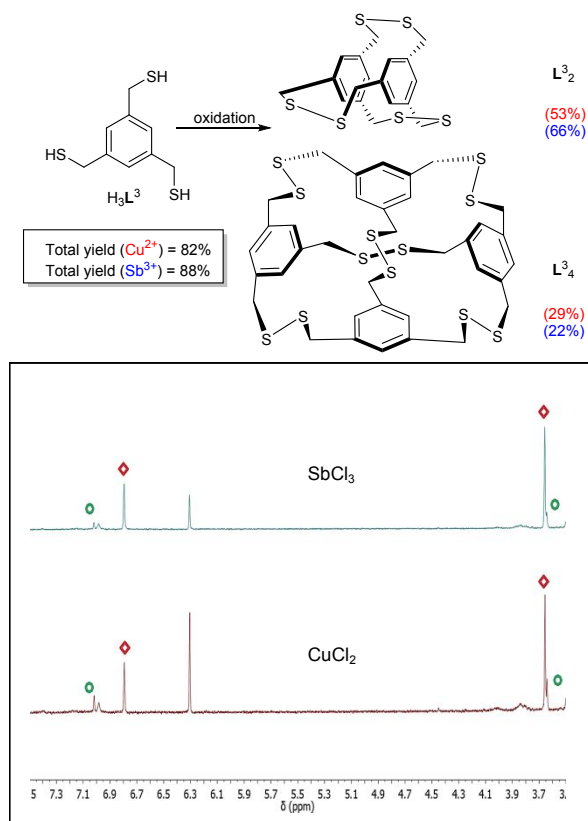 SH
HS
SH
H₃L³
oxidation
S S
S S
S S
L³₂
(53%)
(66%)
Total yield (Cu²⁺) = 82%
Total yield (Sb³⁺) = 88%
S S
S S
S S S
S
S S
S S
L³₄
(29%)
(22%)
SbCl₃
CuCl₂
5 7.3 7.1 6.9 6.7 6.5 6.3 6.1 5.9 5.7 5.5 5.3 5.1 4.9 4.7 4.5 4.3 4.1 3.9 3.7 3.
δ (ppm)